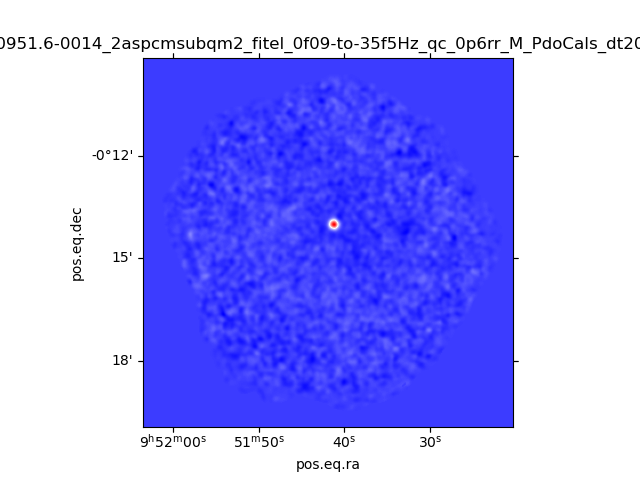 0951.6-0014_2aspcmsubqm2_fitel_0f09-to-35f5Hz_qc_0p6rr_M_PdoCals_dt20
-0°12'
15'
18'
pos.eq.dec
9ʰ52ᵐ00ˢ 51ᵐ50ˢ 40ˢ 30ˢ
pos.eq.ra